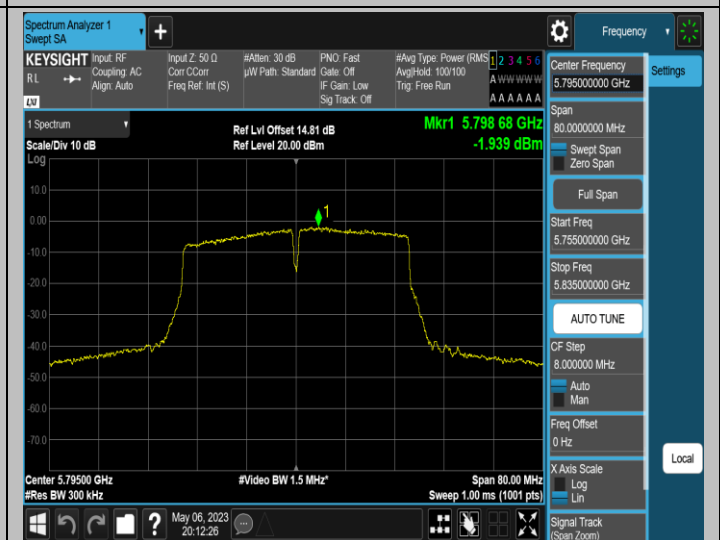 Spectrum Analyzer 1
Swept SA
Frequency
KEYSIGHT
Input: RF
Coupling: AC
Align: Auto
Input Z: 50 Ω
Corr CCorr
Freq Ref: Int (S)
#Atten: 30 dB
µW Path: Standard
PNO: Fast
Gate: Off
IF Gain: Low
Sig Track: Off
#Avg Type: Power (RMS
Avg|Hold: 100/100
Trig: Free Run
1 2 3 4 5 6
A W W W W W
A A A A A A
RL
LXI
1 Spectrum
Scale/Div 10 dB
Ref Lvl Offset 14.81 dB
Ref Level 20.00 dBm
Mkr1 5.798 68 GHz
-1.939 dBm
Log
10.0
0.00
-10.0
-20.0
-30.0
-40.0
-50.0
-60.0
-70.0
1
Center 5.79500 GHz
#Res BW 300 kHz
#Video BW 1.5 MHz*
Span 80.00 MHz
Sweep 1.00 ms (1001 pts)
Center Frequency
5.795000000 GHz
Settings
Span
80.0000000 MHz
Swept Span
Zero Span
Full Span
Start Freq
5.755000000 GHz
Stop Freq
5.835000000 GHz
AUTO TUNE
CF Step
8.000000 MHz
Auto
Man
Freq Offset
0 Hz
X Axis Scale
Log
Lin
Local
Signal Track
(Span Zoom)
?
May 06, 2023
20:12:26